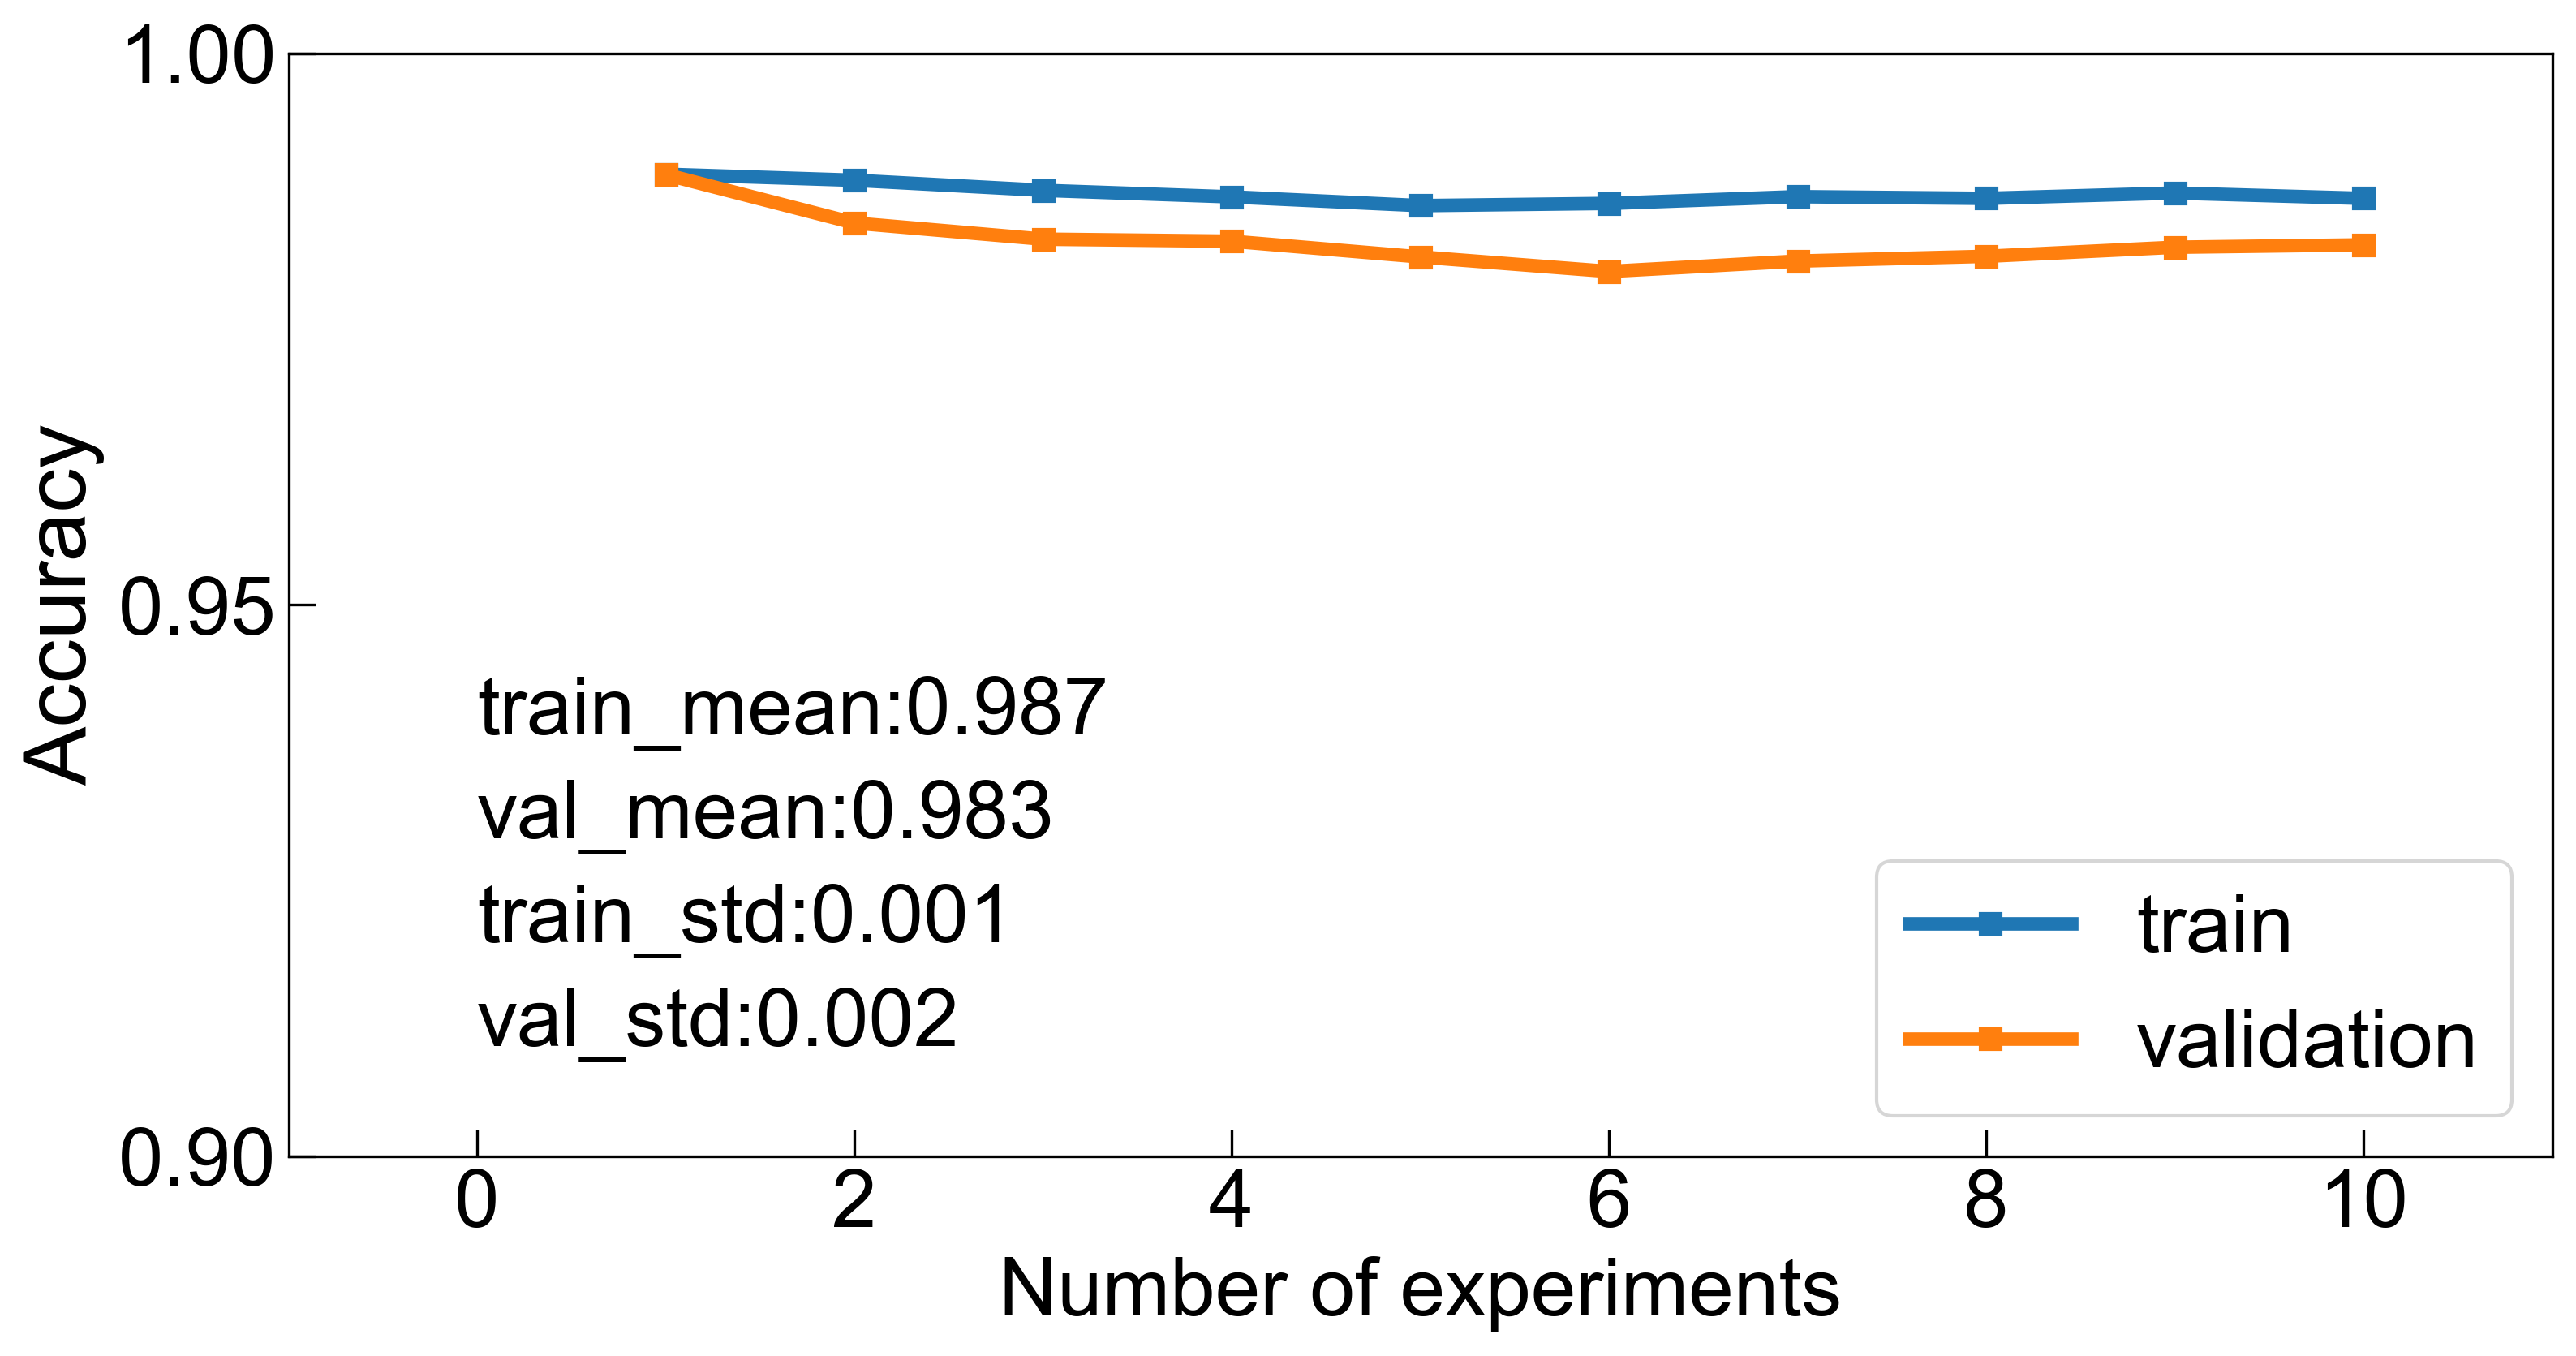 1.00
0.95
0.90
Accuracy
train_mean:0.987
val_mean:0.983
train_std:0.001
val_std:0.002
train
validation
0 2 4 6 8 10
Number of experiments